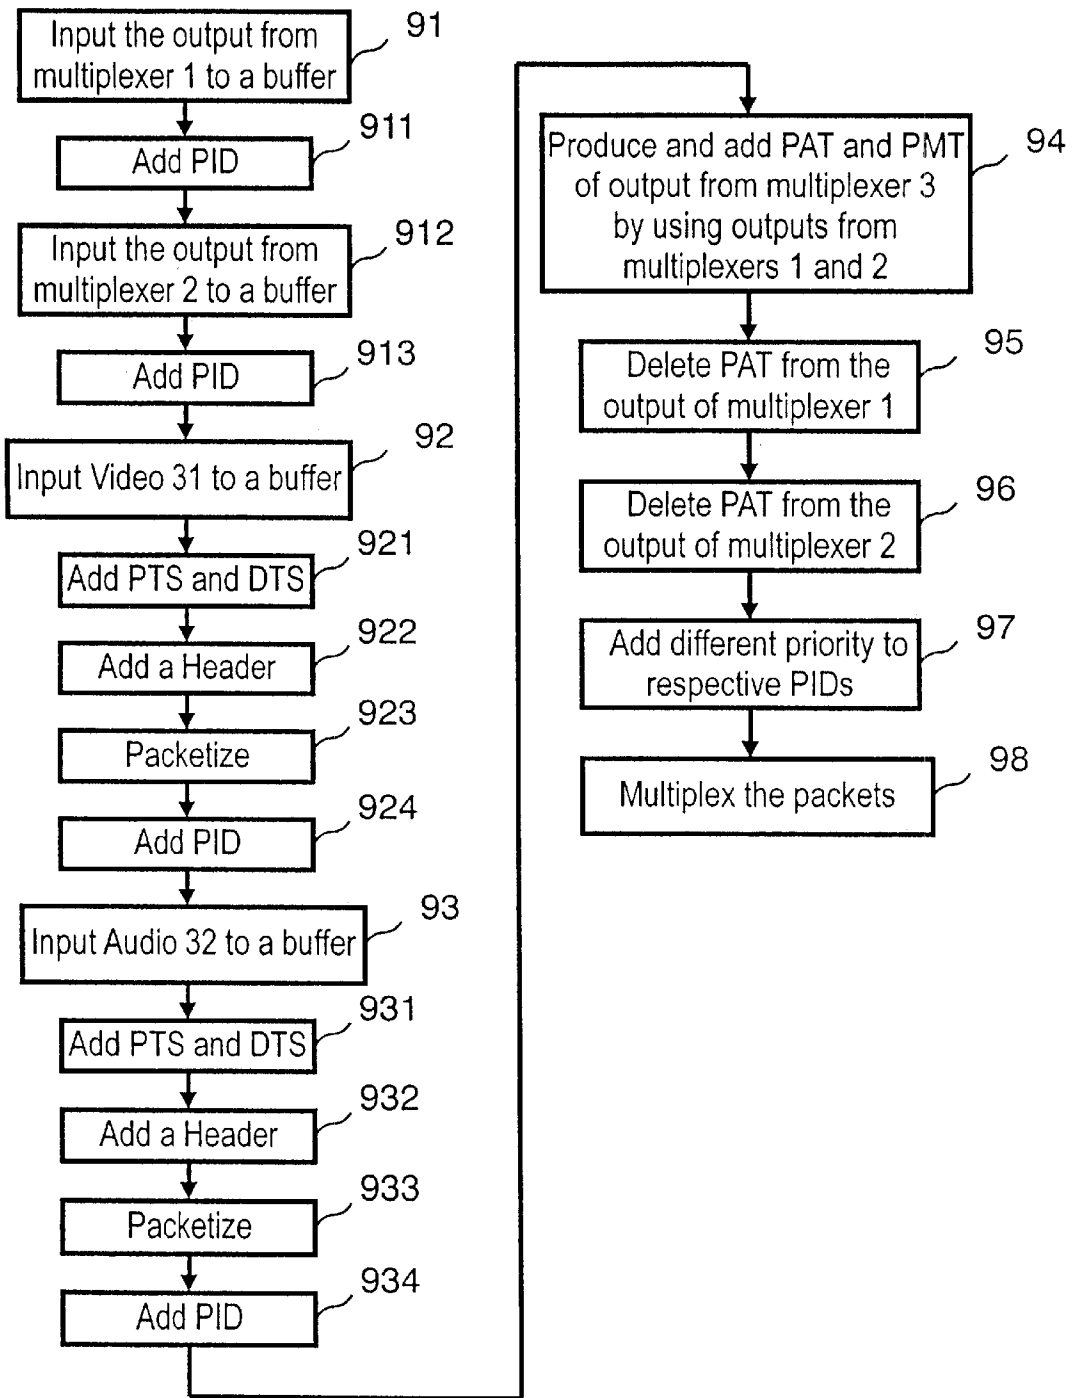 Input the output from
multiplexer 1 to a buffer
91
Add PID
911
Input the output from
multiplexer 2 to a buffer
912
Add PID
913
Input Video 31 to a buffer
92
Add PTS and DTS
921
Add a Header
922
Packetize
923
Add PID
924
Input Audio 32 to a buffer
93
Add PTS and DTS
931
Add a Header
932
Packetize
933
Add PID
934
Produce and add PAT and PMT
of output from multiplexer 3
by using outputs from
multiplexers 1 and 2
94
Delete PAT from the
output of multiplexer 1
95
Delete PAT from the
output of multiplexer 2
96
Add different priority to
respective PIDs
97
Multiplex the packets
98